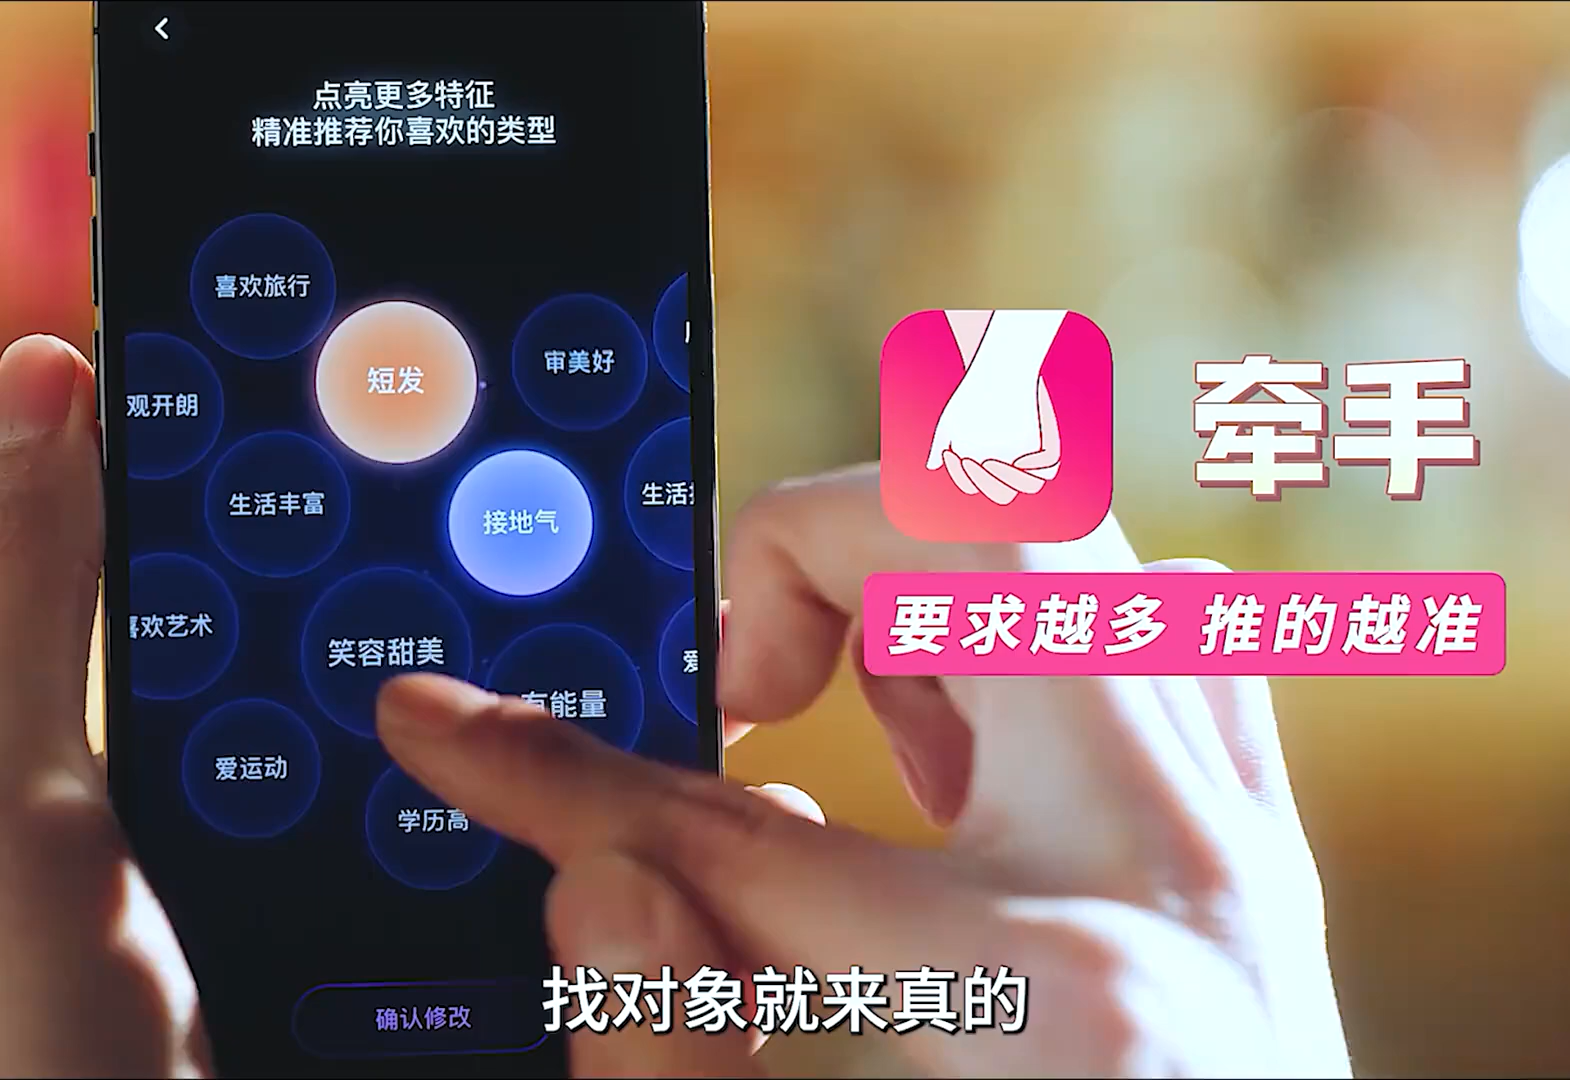 点亮更多特征
精准推荐你喜欢的类型
喜欢旅行
短发
审美好
观开朗
生活丰富
接地气
生活
欢艺术
笑容甜美
有能量
爱运动
学历高
确认修改
牵手
要求越多 推的越准
找对象就来真的